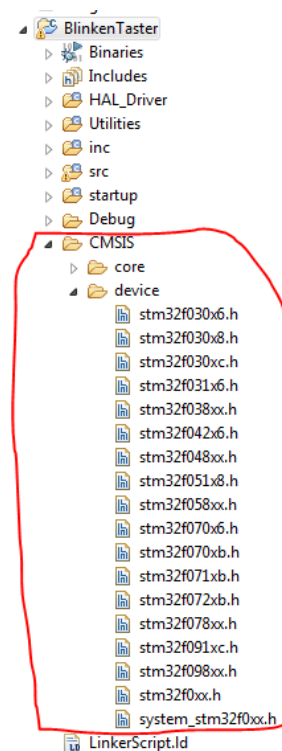 BlinkenTaster
Binaries
Includes
HAL_Driver
Utilities
inc
src
startup
Debug
CMSIS
core
device
stm32f030x6.h
stm32f030x8.h
stm32f030xc.h
stm32f031x6.h
stm32f038xx.h
stm32f042x6.h
stm32f048xx.h
stm32f051x8.h
stm32f058xx.h
stm32f070x6.h
stm32f070xb.h
stm32f071xb.h
stm32f072xb.h
stm32f078xx.h
stm32f091xc.h
stm32f098xx.h
stm32f0xx.h
system_stm32f0xx.h
LinkerScript.ld